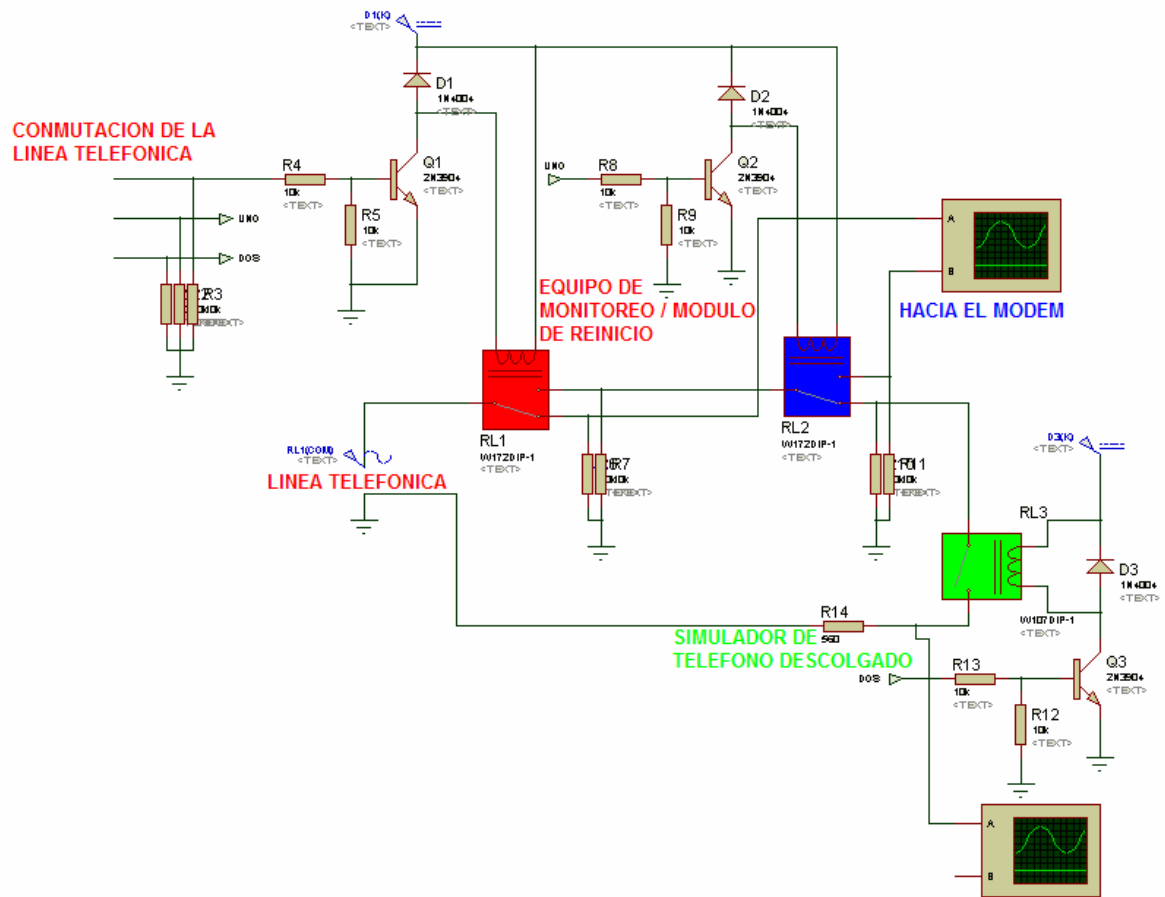 D1(K)
<TEXT>
D1
1N4004
<TEXT>
D2
1N4004
<TEXT>
CONMUTACION DE LA
LINEA TELEFONICA
R4
10k
<TEXT>
Q1
2N3904
<TEXT>
UNO
R8
10k
<TEXT>
Q2
2N3904
<TEXT>
R5
10k
<TEXT>
R9
10k
<TEXT>
UNO
DOS
A
B
R3
EQUIPO DE
MONITOREO / MODULO
DE REINICIO
HACIA EL MODEM
RL1
W172DIP-1
<TEXT>
RL2
W172DIP-1
<TEXT>
RL1(COM)
<TEXT>
LINEA TELEFONICA
R7
D3(K)
<TEXT>
RL3
W107DIP-1
<TEXT>
D3
1N4004
<TEXT>
R14
560
SIMULADOR DE
TELEFONO DESCOLGADO
DOS
R13
10k
<TEXT>
Q3
2N3904
<TEXT>
R12
10k
<TEXT>
A
B